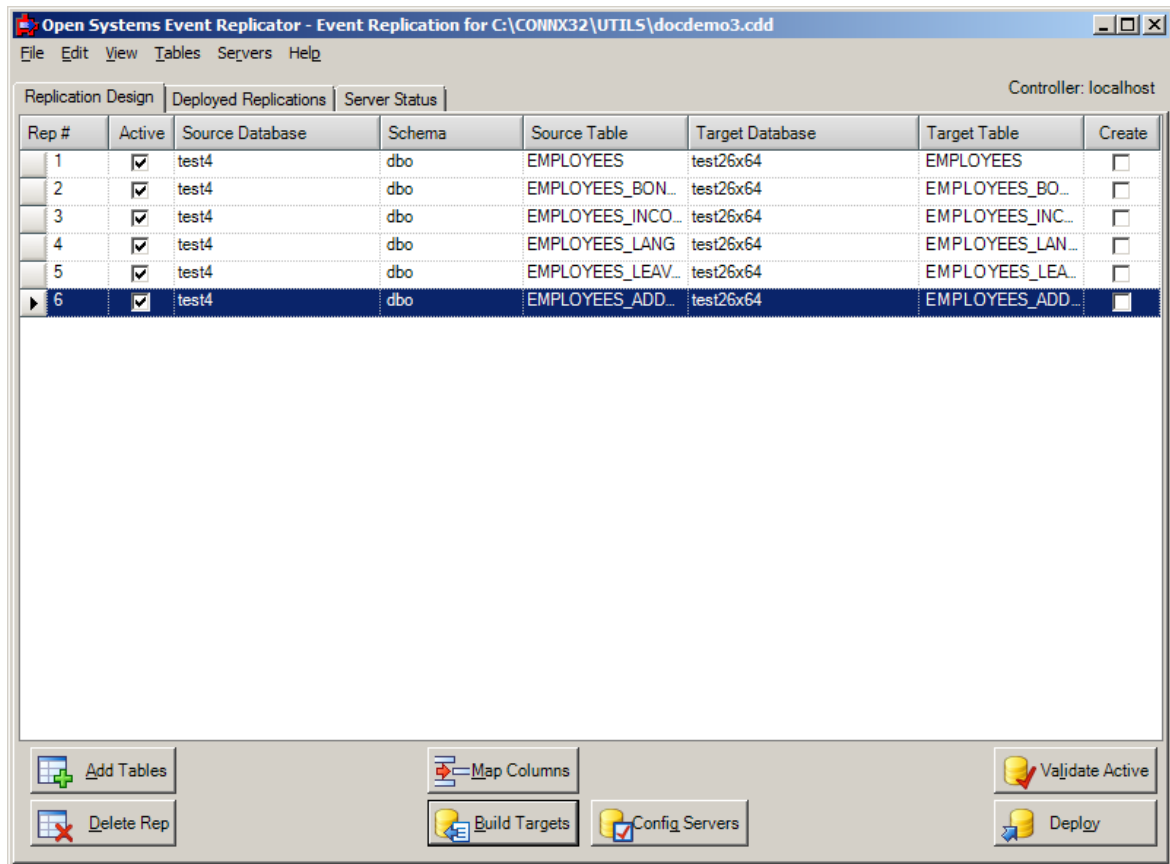 Open Systems Event Replicator - Event Replication for C:\CONNX32\UTILS\docdemo3.cdd
File Edit View Tables Servers Help
Controller: localhost
Replication Design Deployed Replications Server Status
Rep # Active Source Database Schema Source Table Target Database Target Table Create
1 test4 dbo EMPLOYEES test26x64 EMPLOYEES
2 test4 dbo EMPLOYEES_BON... test26x64 EMPLOYEES_BO...
3 test4 dbo EMPLOYEES_INCO... test26x64 EMPLOYEES_INC...
4 test4 dbo EMPLOYEES_LANG test26x64 EMPLOYEES_LAN...
5 test4 dbo EMPLOYEES_LEAV... test26x64 EMPLOYEES_LEA...
6 test4 dbo EMPLOYEES_ADD... test26x64 EMPLOYEES_ADD...
Add Tables Map Columns Validate Active
Delete Rep Build Targets Config Servers Deploy